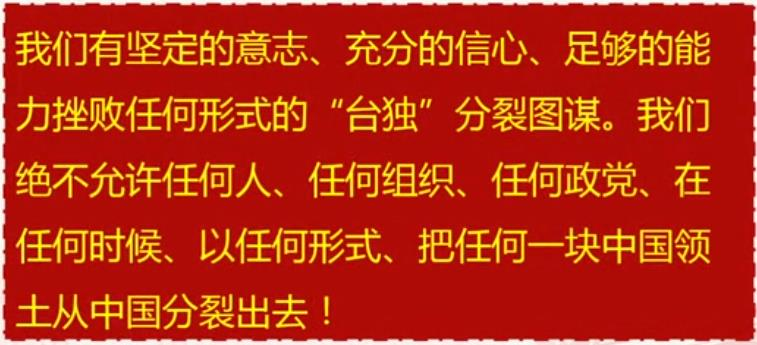 我们有坚定的意志、充分的信心、足够的能
力挫败任何形式的“台独”分裂图谋。我们
绝不允许任何人、任何组织、任何政党、在
任何时候、以任何形式、把任何一块中国领
土从中国分裂出去！